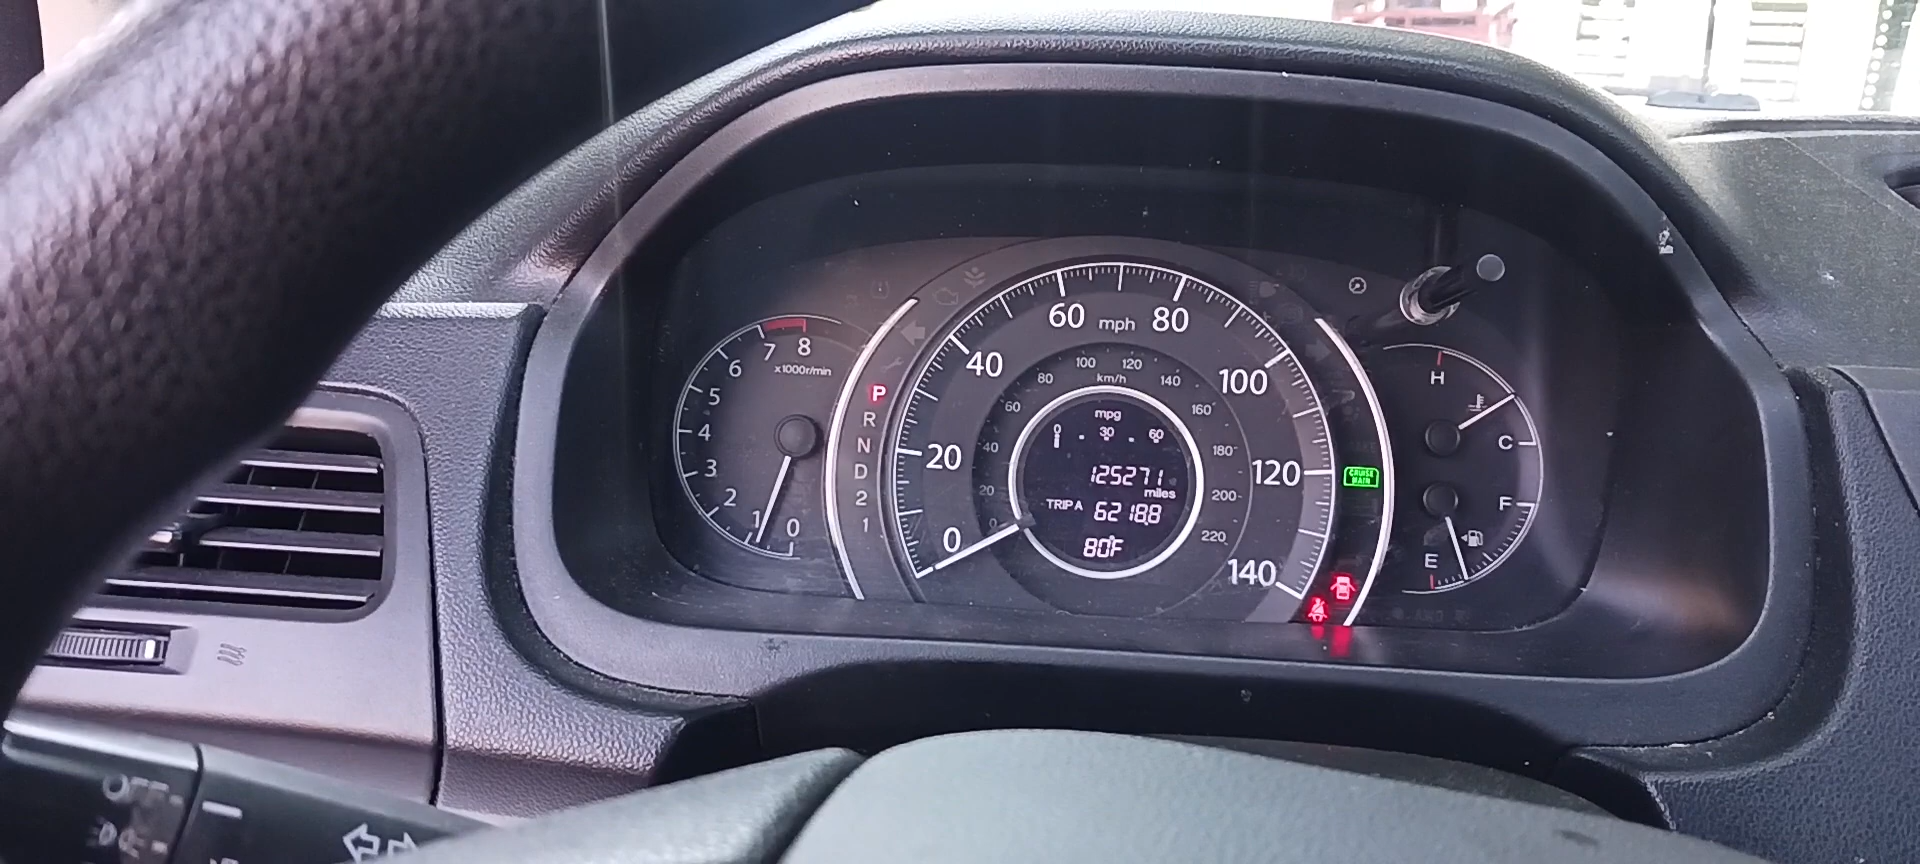 60 mph 80
40
100
20
120
0
140
100 120
km/h
80
140
60
160
40
180
20
200
0
220
mpg
0 30 60
125271
miles
TRIP A 6218.8
80°F
8
7
6
5
4
3
2
1
0
x1000r/min
P
R
N
D
2
1
CRUISE
MAIN
H
C
F
E
OFF